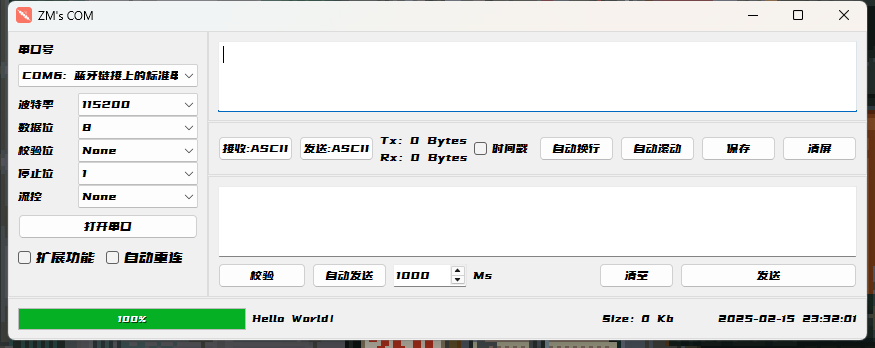 ZM's COM
串口号
COM6: 蓝牙链接上的标准串
波特率 115200
数据位 8
校验位 None
停止位 1
流控 None
打开串口
扩展功能 自动重连
接收:ASCII 发送:ASCII Tx: 0 Bytes
Rx: 0 Bytes 时间戳 自动换行 自动滚动 保存 清屏
校验 自动发送 1000 Ms 清空 发送
100% Hello World! Size: 0 Kb 2025-02-15 23:32:01